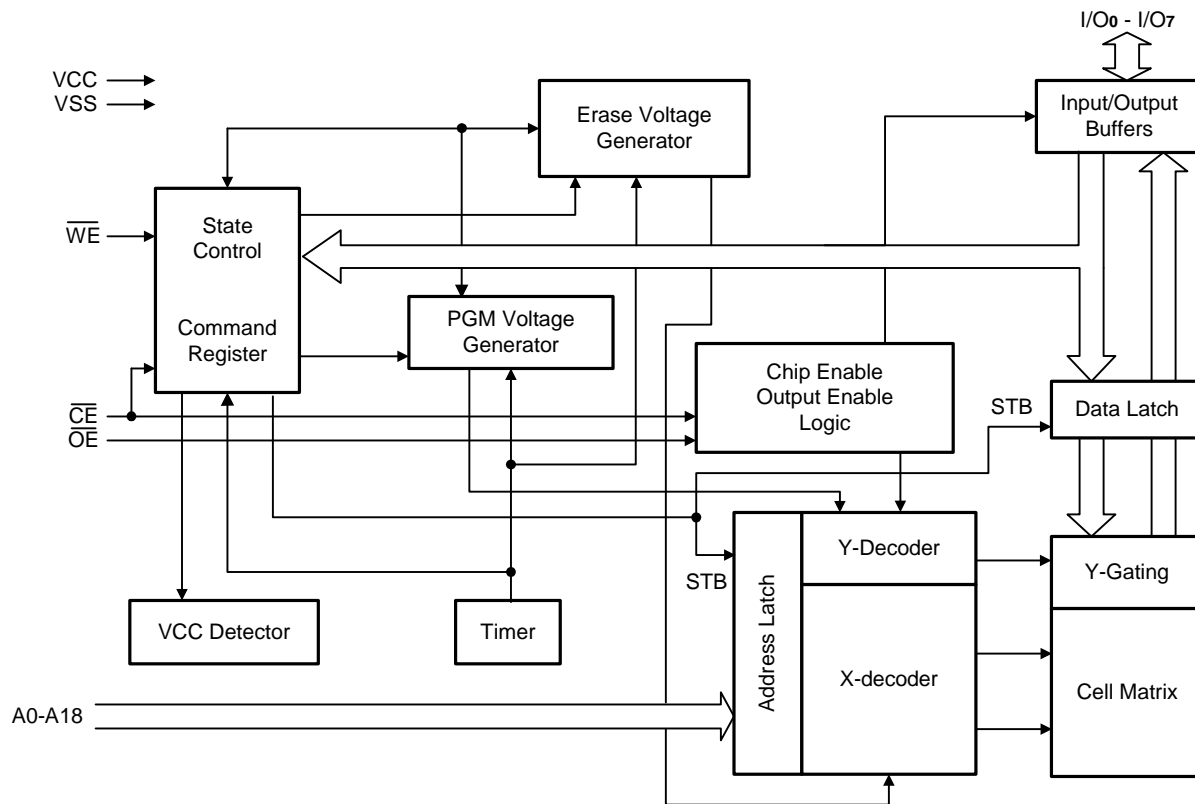 I/O0 - I/O7
VCC
VSS
Erase Voltage
Generator
Input/Output
Buffers
WE
State
Control
PGM Voltage
Generator
Command
Register
Chip Enable
Output Enable
Logic
CE
OE
STB
Data Latch
Y-Decoder
Y-Gating
STB
Address Latch
VCC Detector
Timer
X-decoder
Cell Matrix
A0-A18